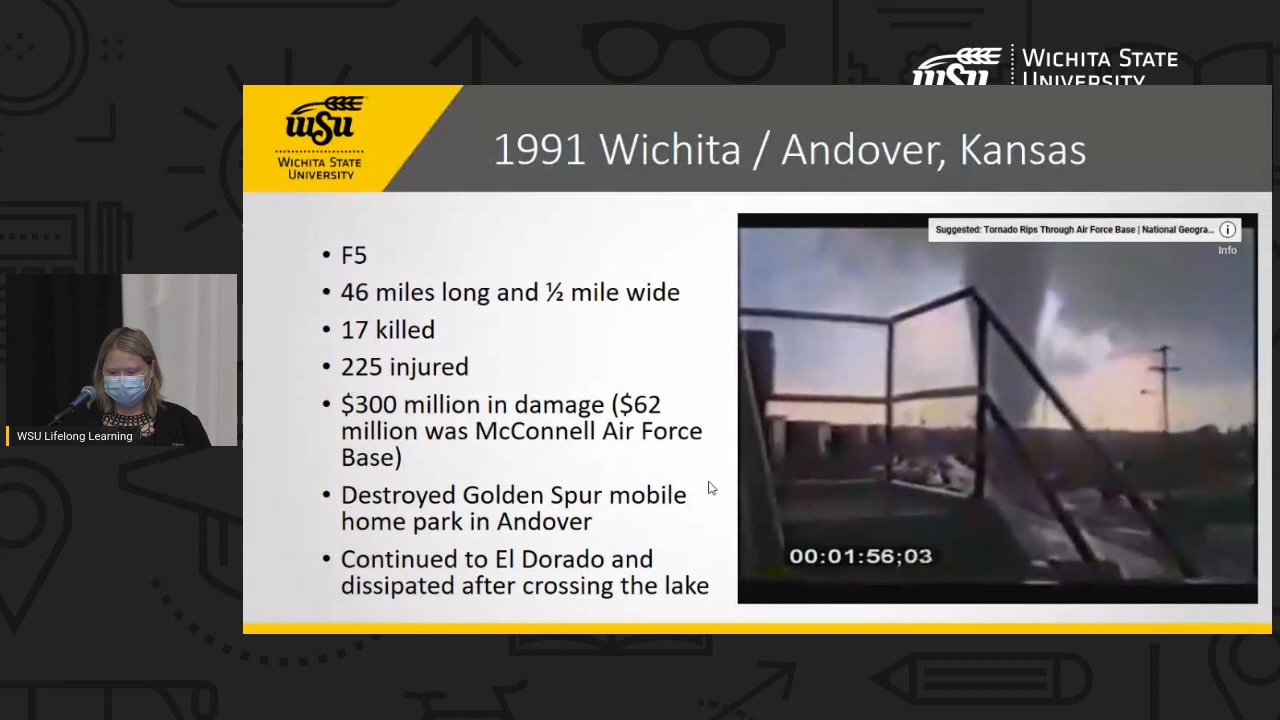 WSU
WICHITA STATE
UNIVERSITY
WSU
WICHITA STATE
UNIVERSITY
1991 Wichita / Andover, Kansas
• F5
• 46 miles long and ½ mile wide
• 17 killed
• 225 injured
• $300 million in damage ($62
million was McConnell Air Force
Base)
• Destroyed Golden Spur mobile
home park in Andover
• Continued to El Dorado and
dissipated after crossing the lake
Suggested: Tornado Rips Through Air Force Base | National Geogra...
i
Info
00:01:56;03
WSU Lifelong Learning